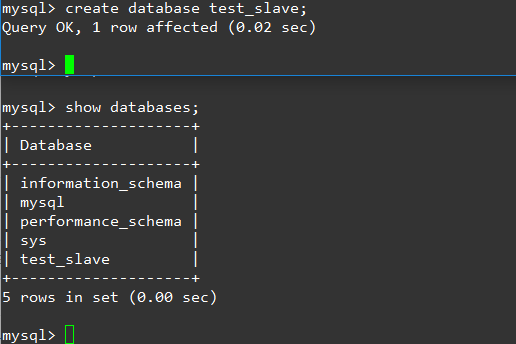 mysql> create database test_slave;
Query OK, 1 row affected (0.02 sec)
mysql>
mysql> show databases;
+--------------------+
| Database           |
+--------------------+
| information_schema |
| mysql              |
| performance_schema |
| sys                |
| test_slave         |
+--------------------+
5 rows in set (0.00 sec)
mysql>